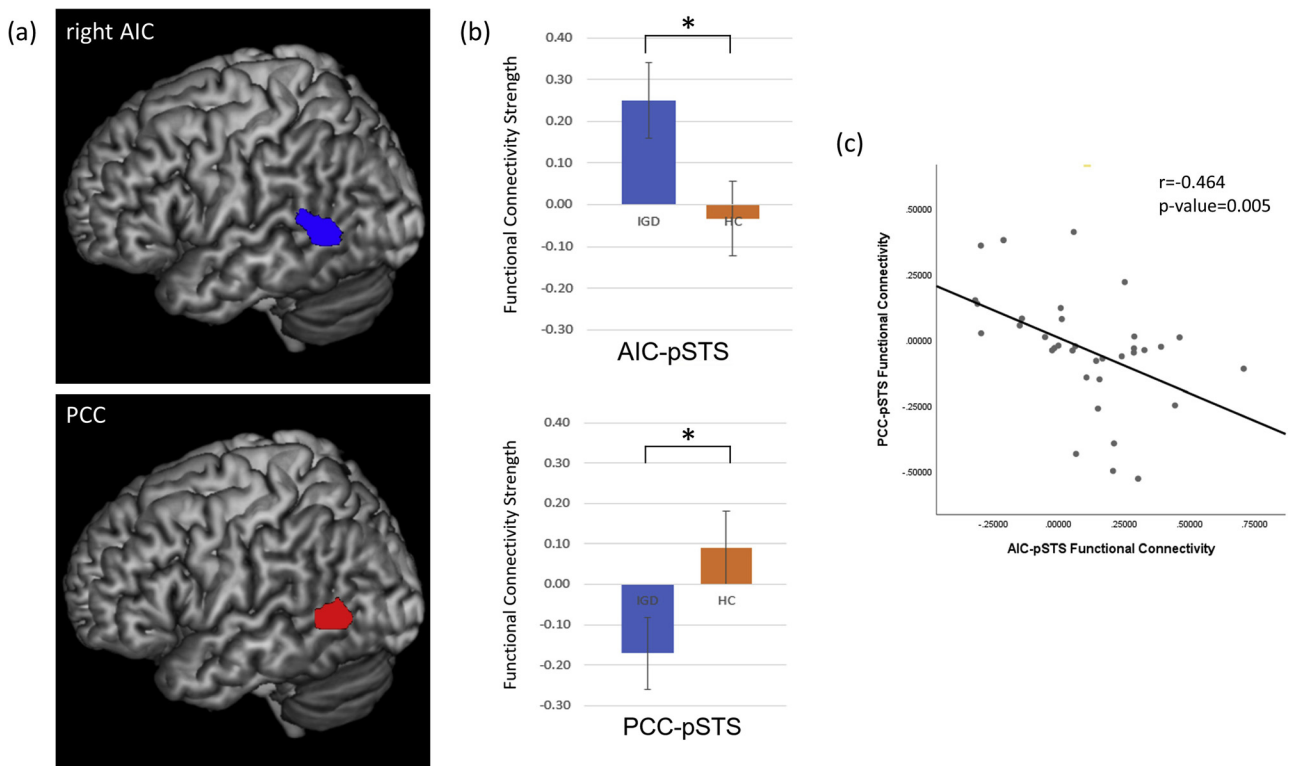 (a)
right AIC
PCC
(b)
Functional Connectivity Strength
0.40
0.30
0.20
0.10
0.00
-0.10
-0.20
-0.30
*
IGD
HC
AIC-pSTS
Functional Connectivity Strength
0.40
0.30
0.20
0.10
0.00
-0.10
-0.20
-0.30
*
IGD
HC
PCC-pSTS
(c)
r=-0.464
p-value=0.005
PCC-pSTS Functional Connectivity
.50000
.25000
.00000
-.25000
-.50000
-.25000 .00000 .25000 .50000 .75000
AIC-pSTS Functional Connectivity